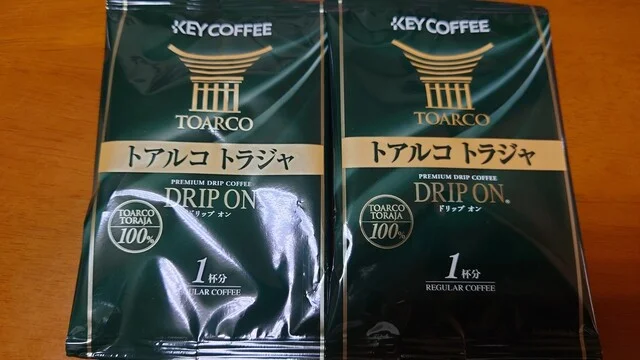 KEY COFFEE
TOARCO
トアルコ トラジャ
PREMIUM DRIP COFFEE
DRIP ON
ドリップ オン
TOARCO
TORAJA
100%
1杯分
REGULAR COFFEE
KEY COFFEE
TOARCO
トアルコ トラジャ
PREMIUM DRIP COFFEE
DRIP ON®
ドリップ オン
TOARCO
TORAJA
100%
1杯分
REGULAR COFFEE